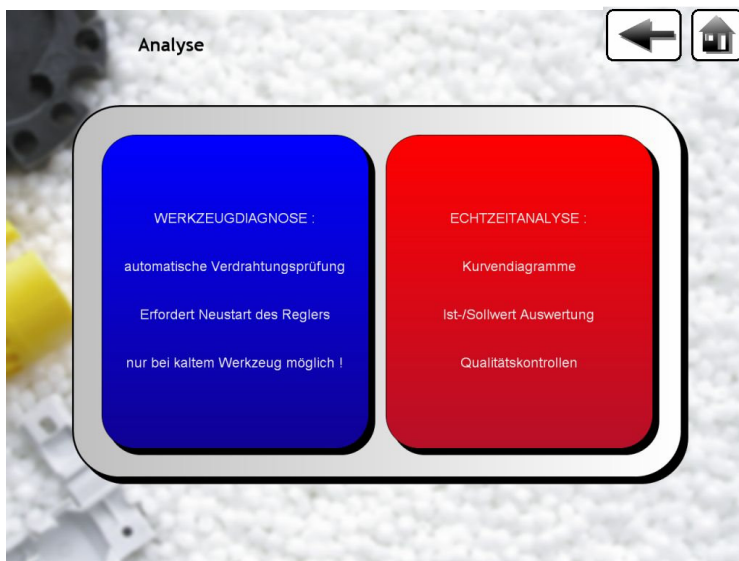 Analyse
WERKZEUGDIAGNOSE :
automatische Verdrahtungsprüfung
Erfordert Neustart des Reglers
nur bei kaltem Werkzeug möglich !
ECHTZEITANALYSE :
Kurvendiagramme
Ist-/Sollwert Auswertung
Qualitätskontrollen